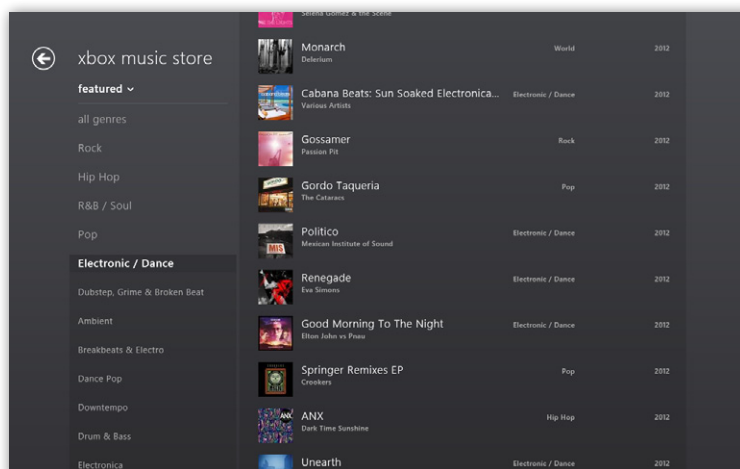 xbox music store
featured
all genres
Rock
Hip Hop
R&B / Soul
Pop
Electronic / Dance
Dubstep, Grime & Broken Beat
Ambient
Breakbeats & Electro
Dance Pop
Downtempo
Drum & Bass
Electronica
Selena Gomez & the Scene
Monarch World 2012
Delerium
Cabana Beats: Sun Soaked Electronica... Electronic / Dance 2012
Various Artists
Gossamer Rock 2012
Passion Pit
Gordo Taqueria Pop 2012
The Cataracs
Politico Electronic / Dance 2012
Mexican Institute of Sound
MIS
Renegade Electronic / Dance 2012
Eva Simons
Good Morning To The Night Electronic / Dance 2012
Elton John vs Pnau
Springer Remixes EP Pop 2012
Crookers
ANX Hip Hop 2012
Dark Time Sunshine
ANX
Unearth Electronic / Dance 2012